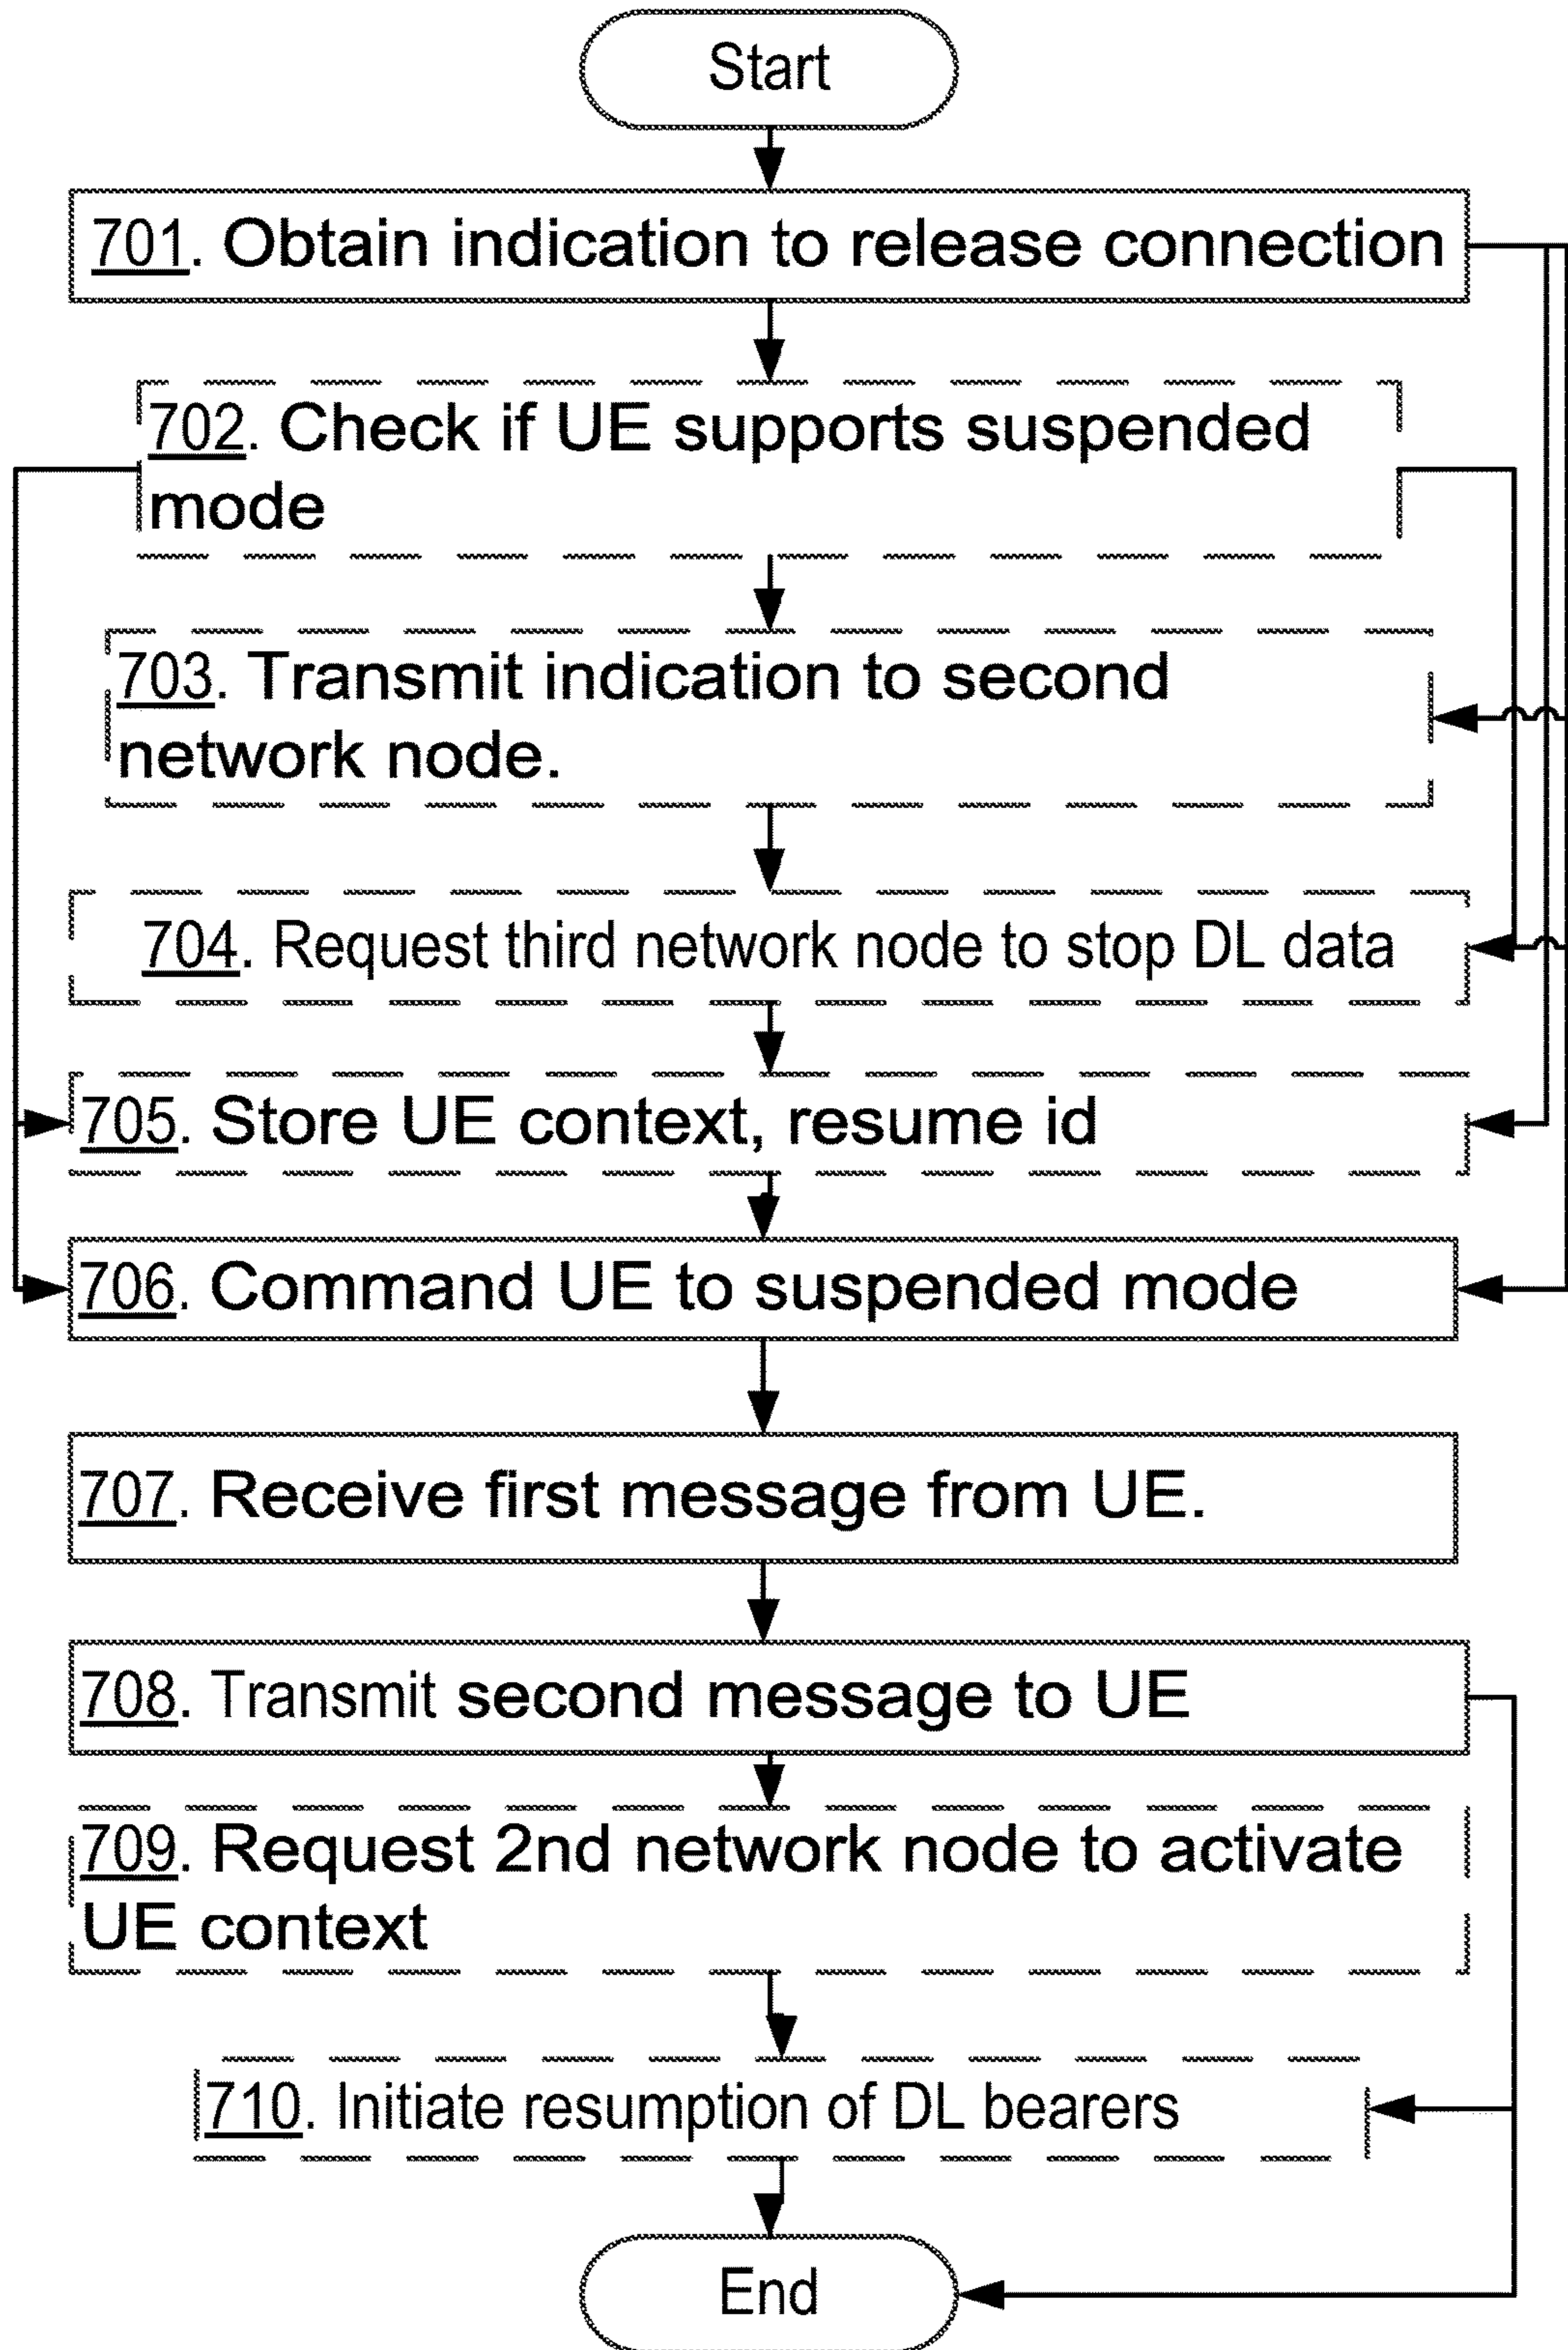 Start
701. Obtain indication to release connection
702. Check if UE supports suspended
mode
703. Transmit indication to second
network node.
704. Request third network node to stop DL data
705. Store UE context, resume id
706. Command UE to suspended mode
707. Receive first message from UE.
708. Transmit second message to UE
709. Request 2nd network node to activate
UE context
710. Initiate resumption of DL bearers
End